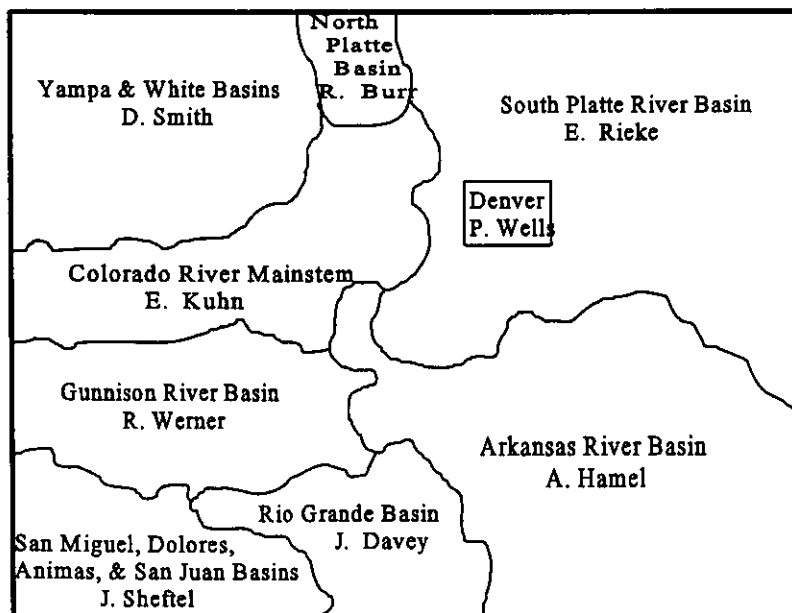 North
Platte
Basin
R. Burr
Yampa & White Basins
D. Smith
South Platte River Basin
E. Rieke
Denver
P. Wells
Colorado River Mainstem
E. Kuhn
Gunnison River Basin
R. Werner
Arkansas River Basin
A. Hamel
Rio Grande Basin
J. Davey
San Miguel, Dolores,
Animas, & San Juan Basins
J. Sheftel